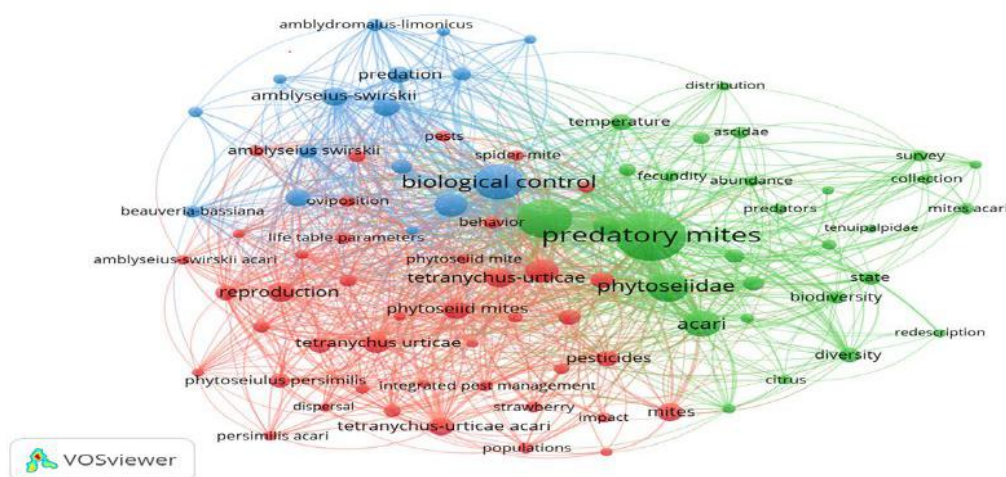 amblydromalus-limonicus
predation
distribution
amblyseius-swirskii
temperature
ascidae
pests
amblyseius swirskii
spider-mite
survey
fecundity
abundance
collection
biological control
oviposition
beauveria-bassiana
predators
mites acari
behavior
life table parameters
predatory mites
tenuipalpidae
amblyseius-swirskii acari
phytoseiid mite
tetranychus-urticae
state
reproduction
phytoseiidae
biodiversity
phytoseiid mites
acari
redescription
tetranychus urticae
pesticides
diversity
phytoseiulus persimilis
integrated pest management
citrus
dispersal
strawberry
impact
mites
persimilis acari
tetranychus-urticae acari
populations
VOSviewer